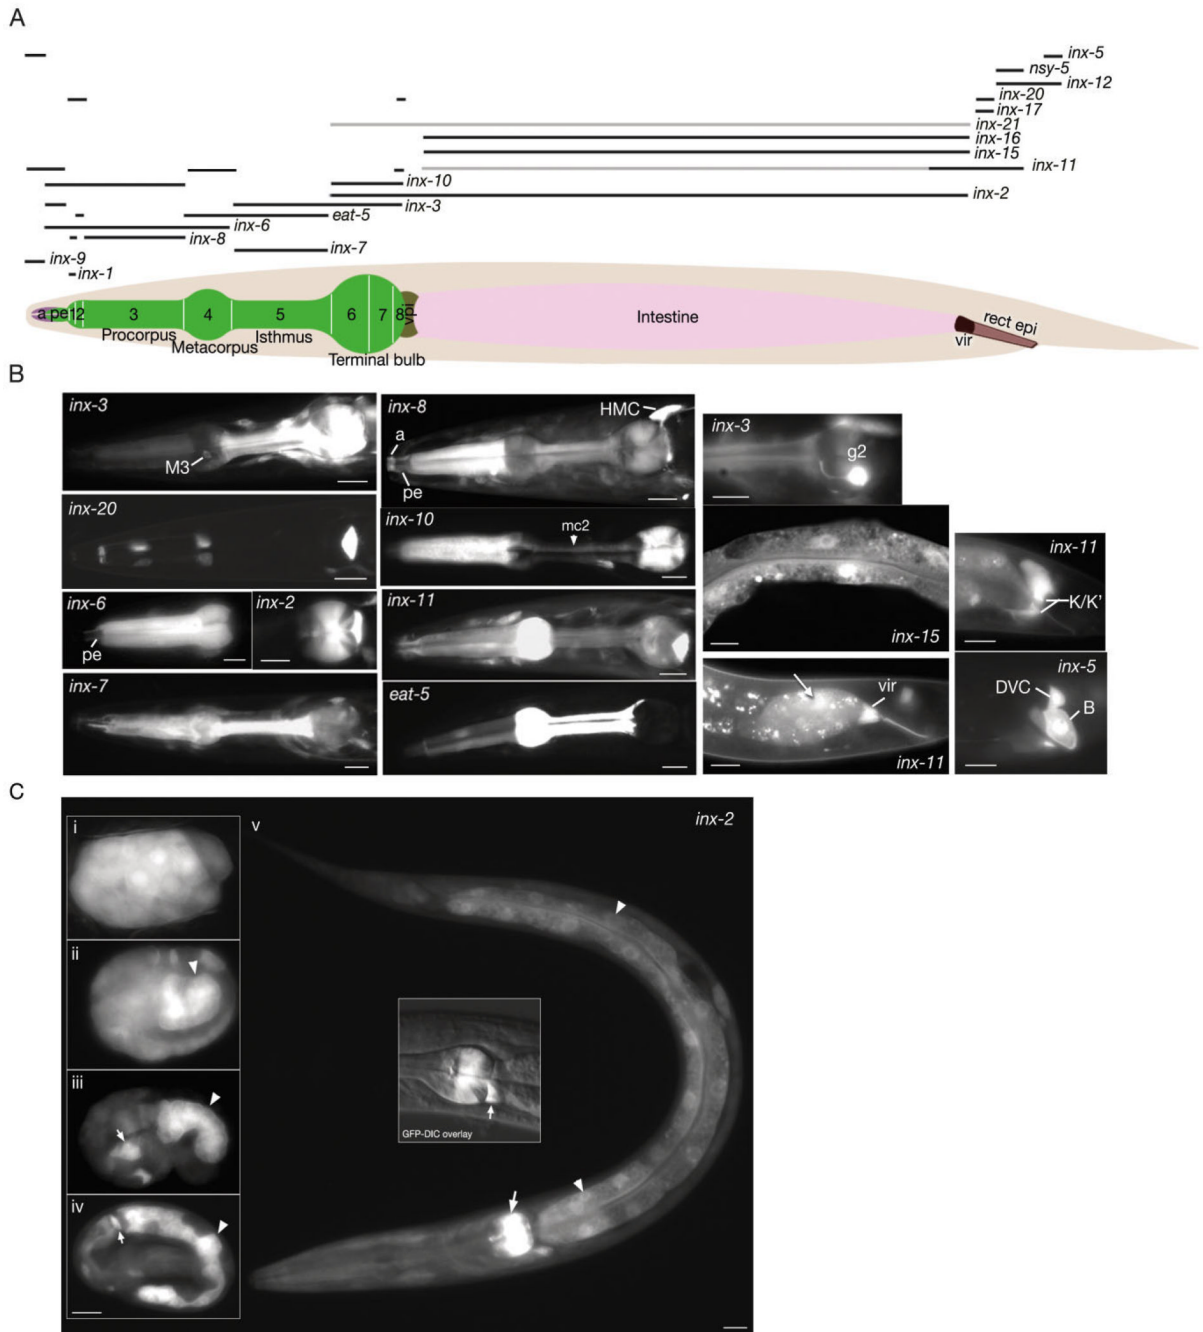 A
inx-5
nsy-5
inx-12
inx-20
inx-17
inx-21
inx-16
inx-15
inx-11
inx-10
inx-2
inx-3
eat-5
inx-6
inx-8
inx-7
inx-9
inx-1
a pe 1 2 3 4 5 6 7 8 vpi
Intestine
rect epi
vir
Procorpus
Isthmus
Metacorpus
Terminal bulb
B
inx-3
M3
inx-8
HMC
a
pe
inx-3
g2
inx-20
inx-10
mc2
inx-15
inx-11
K/K'
inx-6
pe
inx-2
inx-11
vir
inx-11
inx-5
DVC
B
inx-7
eat-5
C
i
ii
iii
iv
v
inx-2
GFP-DIC overlay